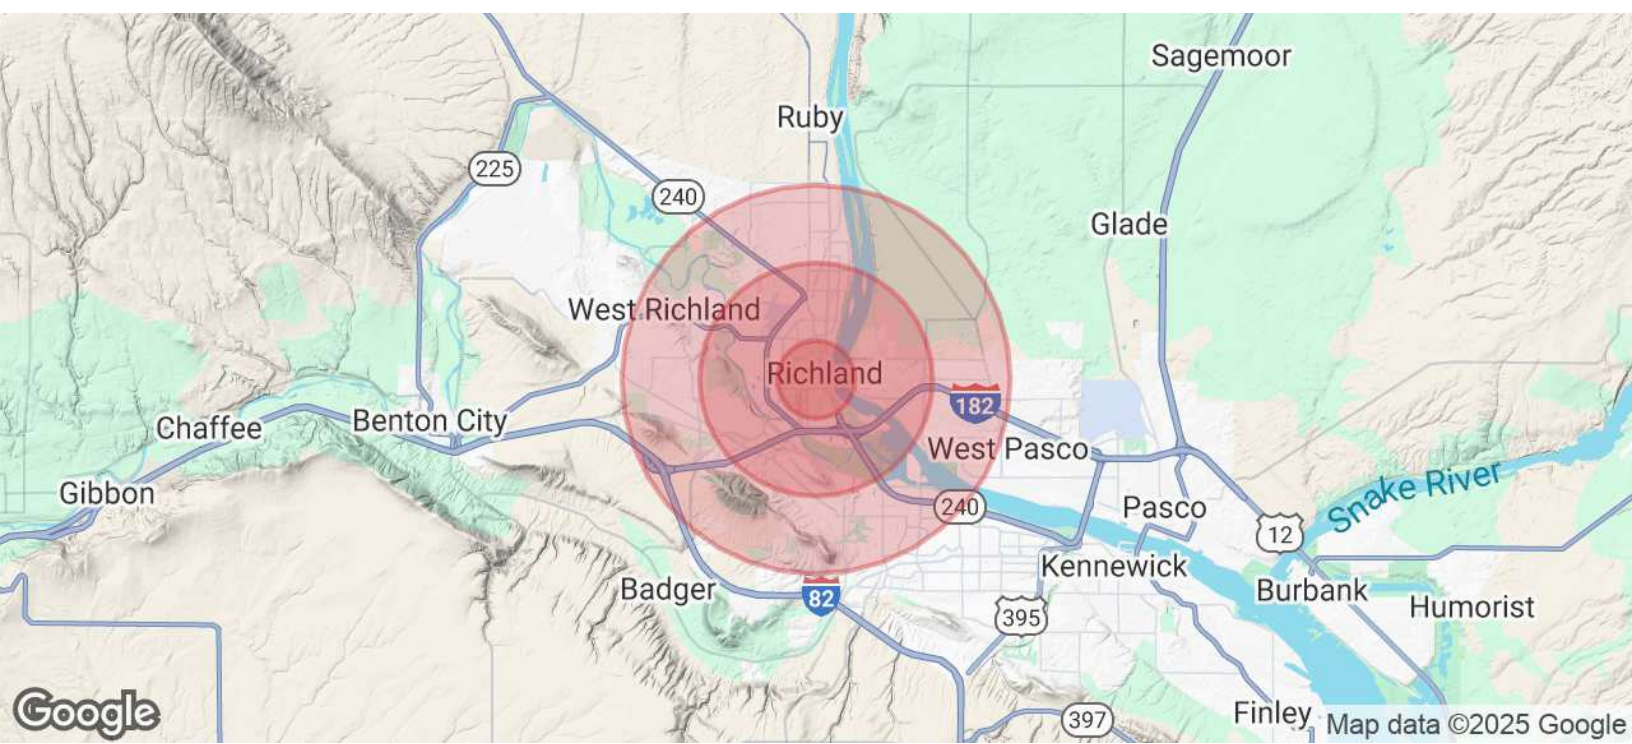 Sagemoor
Ruby
225
240
Glade
West Richland
Richland
182
Chaffee
Benton City
West Pasco
Gibbon
Snake River
240
Pasco
12
Kennewick
Badger
82
Burbank
395
Humorist
Google
397
Finley
Map data ©2025 Google